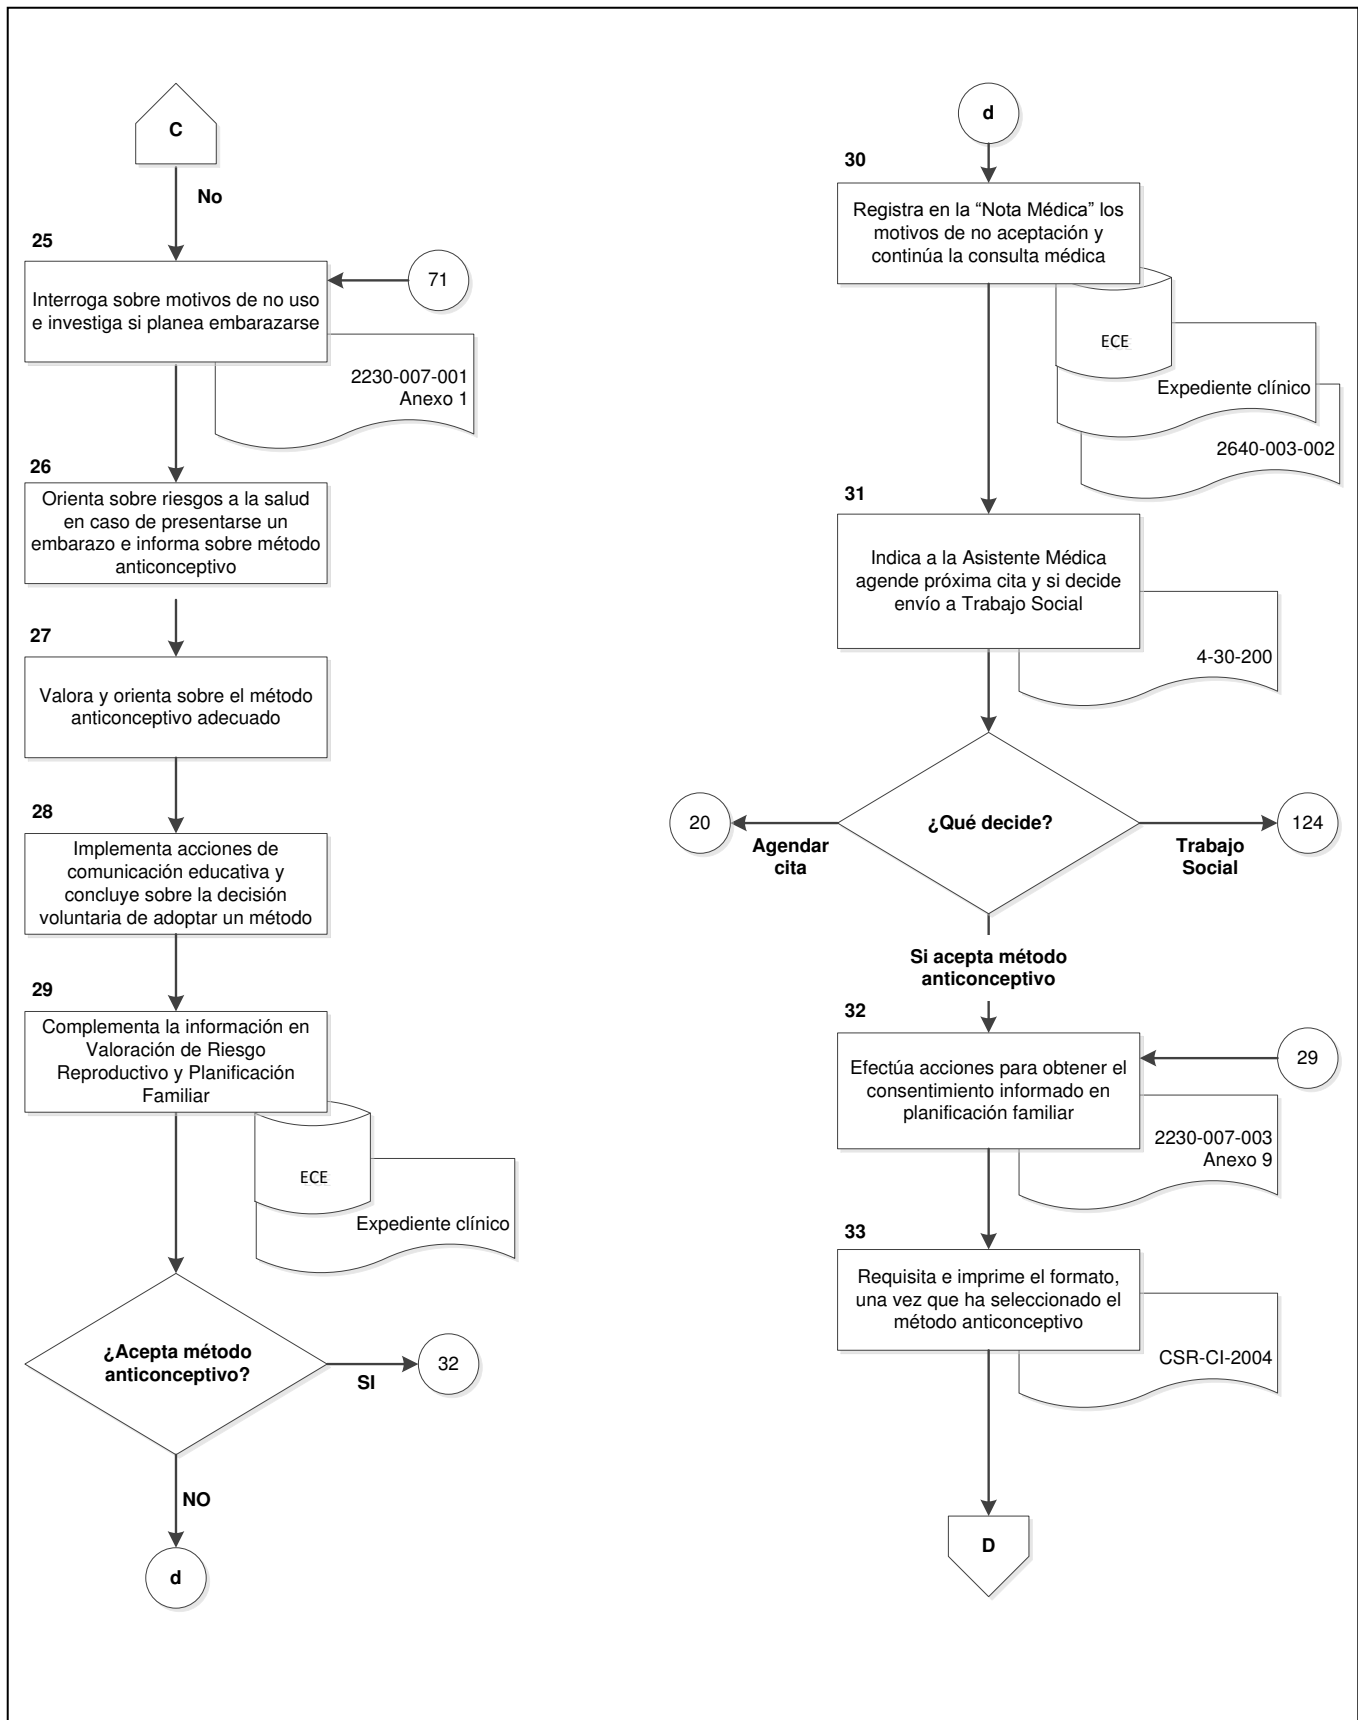 C
No
25
71
Interroga sobre motivos de no uso
e investiga si planea embarazarse
2230-007-001
Anexo 1
26
Orienta sobre riesgos a la salud
en caso de presentarse un
embarazo e informa sobre método
anticonceptivo
27
Valora y orienta sobre el método
anticonceptivo adecuado
28
Implementa acciones de
comunicación educativa y
concluye sobre la decisión
voluntaria de adoptar un método
29
Complementa la información en
Valoración de Riesgo
Reproductivo y Planificación
Familiar
ECE
Expediente clínico
¿Acepta método
anticonceptivo?
SI
32
NO
d
d
30
Registra en la “Nota Médica” los
motivos de no aceptación y
continúa la consulta médica
ECE
Expediente clínico
2640-003-002
31
Indica a la Asistente Médica
agende próxima cita y si decide
envío a Trabajo Social
4-30-200
¿Qué decide?
20
Agendar
cita
124
Trabajo
Social
Si acepta método
anticonceptivo
32
29
Efectúa acciones para obtener el
consentimiento informado en
planificación familiar
2230-007-003
Anexo 9
33
Requisita e imprime el formato,
una vez que ha seleccionado el
método anticonceptivo
CSR-CI-2004
D